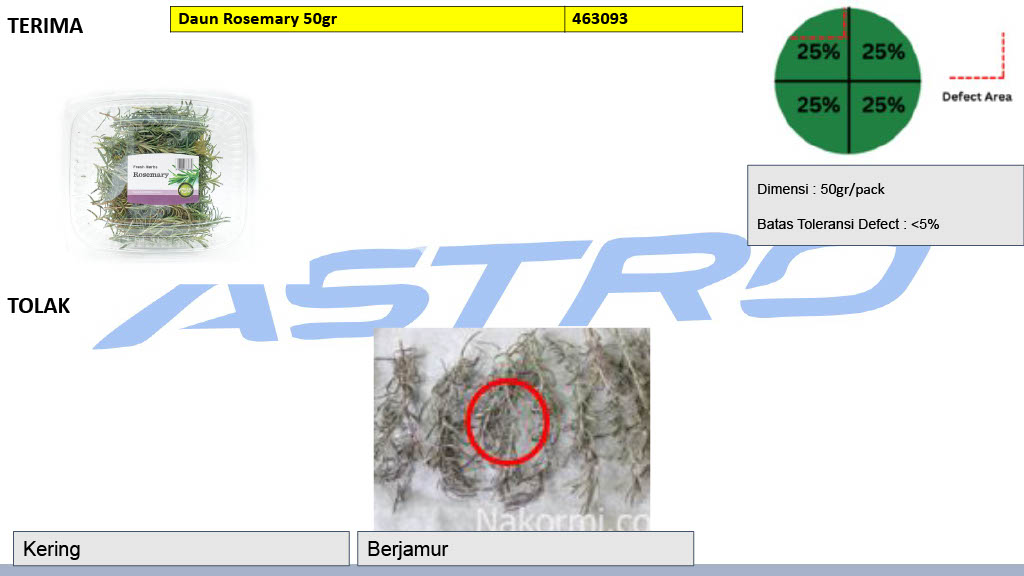 TERIMA
Daun Rosemary 50gr 463093
25% 25%
25% 25%
Defect Area
Fresh Herbs
Rosemary
Dimensi : 50gr/pack
Batas Toleransi Defect : <5%
ASTRO
TOLAK
Nakormi.co
Kering
Berjamur